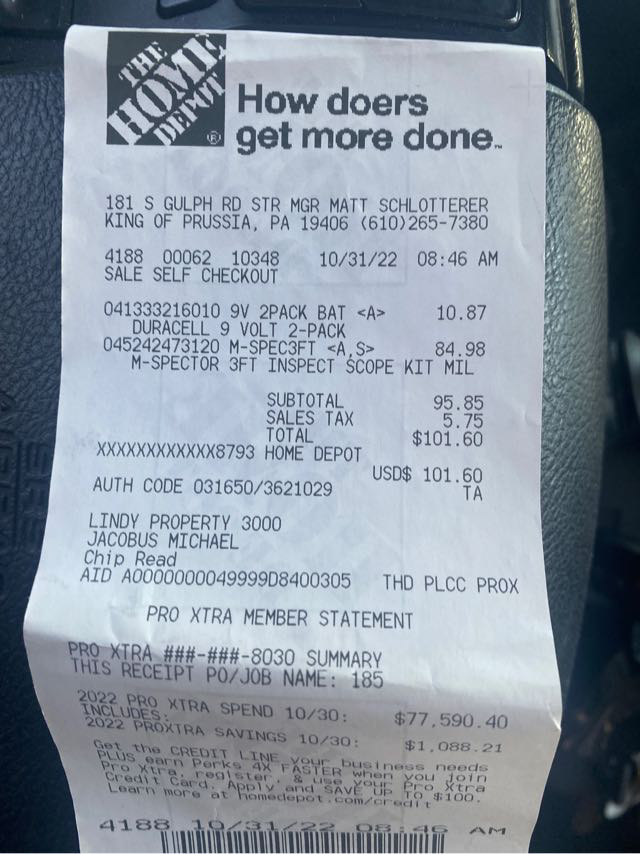 THE HOME DEPOT ®
How doers
get more done™
181 S GULPH RD STR MGR MATT SCHLOTTERER
KING OF PRUSSIA, PA 19406 (610)265-7380
4188 00062 10348 10/31/22 08:46 AM
SALE SELF CHECKOUT
041333216010 9V 2PACK BAT <A> 10.87
DURACELL 9 VOLT 2-PACK
045242473120 M-SPEC3FT <A,S> 84.98
M-SPECTOR 3FT INSPECT SCOPE KIT MIL
SUBTOTAL 95.85
SALES TAX 5.75
TOTAL $101.60
XXXXXXXXXXXX8793 HOME DEPOT
USD$ 101.60
AUTH CODE 031650/3621029 TA
LINDY PROPERTY 3000
JACOBUS MICHAEL
Chip Read
AID A0000000049999D8400305 THD PLCC PROX
PRO XTRA MEMBER STATEMENT
PRO XTRA ###-###-8030 SUMMARY
THIS RECEIPT PO/JOB NAME: 185
2022 PRO XTRA SPEND 10/30: $77,590.40
INCLUDES:
2022 PROXTRA SAVINGS 10/30: $1,088.21
Get the CREDIT LINE your business needs
PLUS earn Perks 4X FASTER when you join
Pro Xtra, register, & use your Pro Xtra
Credit Card. Apply and SAVE UP TO $100.
Learn more at homedepot.com/credit
4188 10/31/22 08:46 AM